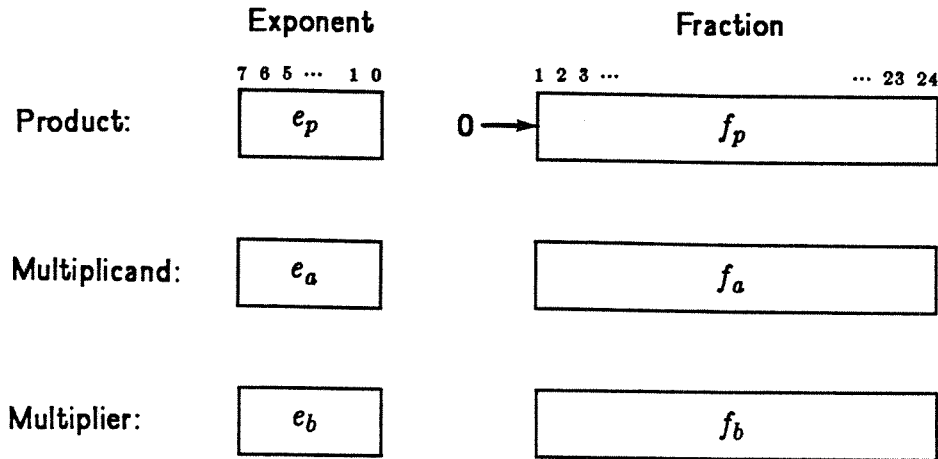 Exponent Fraction
7 6 5 ... 1 0 1 2 3 ... ... 23 24
Product: e_p 0 f_p
Multiplicand: e_a f_a
Multiplier: e_b f_b